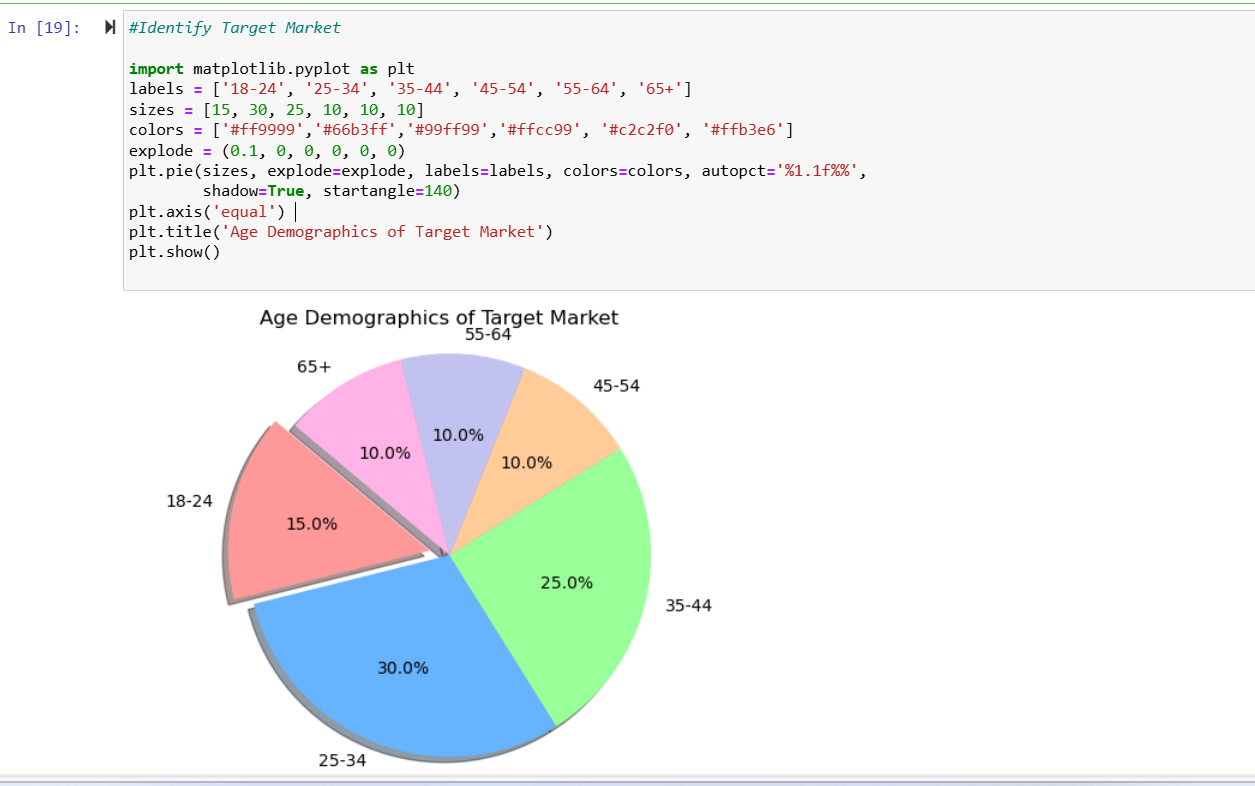 In [19]:
#Identify Target Market
import matplotlib.pyplot as plt
labels = ['18-24', '25-34', '35-44', '45-54', '55-64', '65+']
sizes = [15, 30, 25, 10, 10, 10]
colors = ['#ff9999','#66b3ff','#99ff99','#ffcc99', '#c2c2f0', '#ffb3e6']
explode = (0.1, 0, 0, 0, 0, 0)
plt.pie(sizes, explode=explode, labels=labels, colors=colors, autopct='%1.1f%%',
        shadow=True, startangle=140)
plt.axis('equal')
plt.title('Age Demographics of Target Market')
plt.show()
Age Demographics of Target Market
55-64
65+
45-54
10.0%
10.0%
10.0%
18-24
15.0%
25.0%
35-44
30.0%
25-34